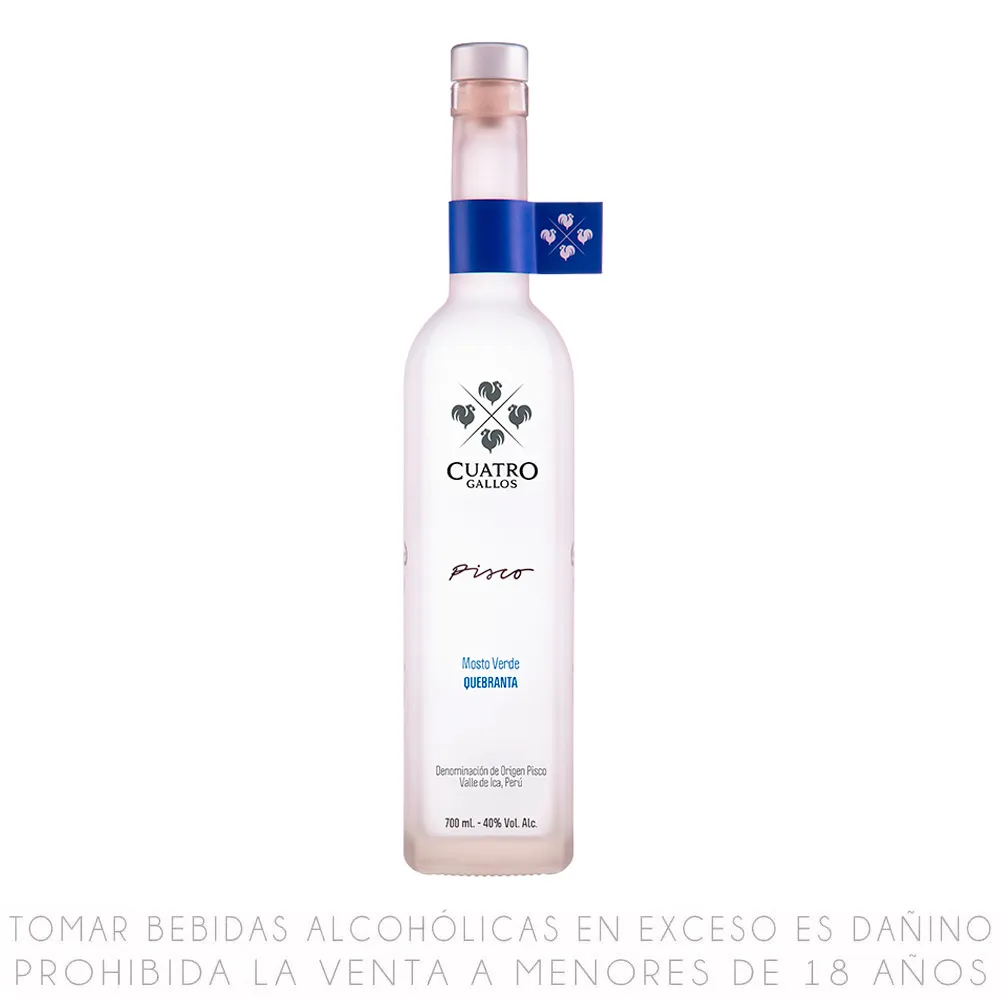 CUATRO
GALLOS
Pisco
Mosto Verde
QUEBRANTA
Denominación de Origen Pisco
Valle de Ica, Perú
700 ml. - 40% Vol. Alc.
TOMAR BEBIDAS ALCOHÓLICAS EN EXCESO ES DAÑINO
PROHIBIDA LA VENTA A MENORES DE 18 AÑOS